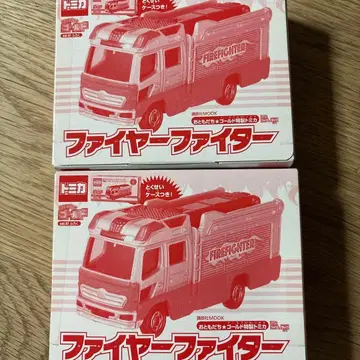 トミカ
とくせい
ケースつき!
FIREFIGHTER
講談社MOOK
おともだち★ゴールド特製トミカ
ファイヤーファイター
トミカ
とくせい
ケースつき!
FIREFIGHTER
講談社MOOK
おともだち★ゴールド特製トミカ
ファイヤーファイター